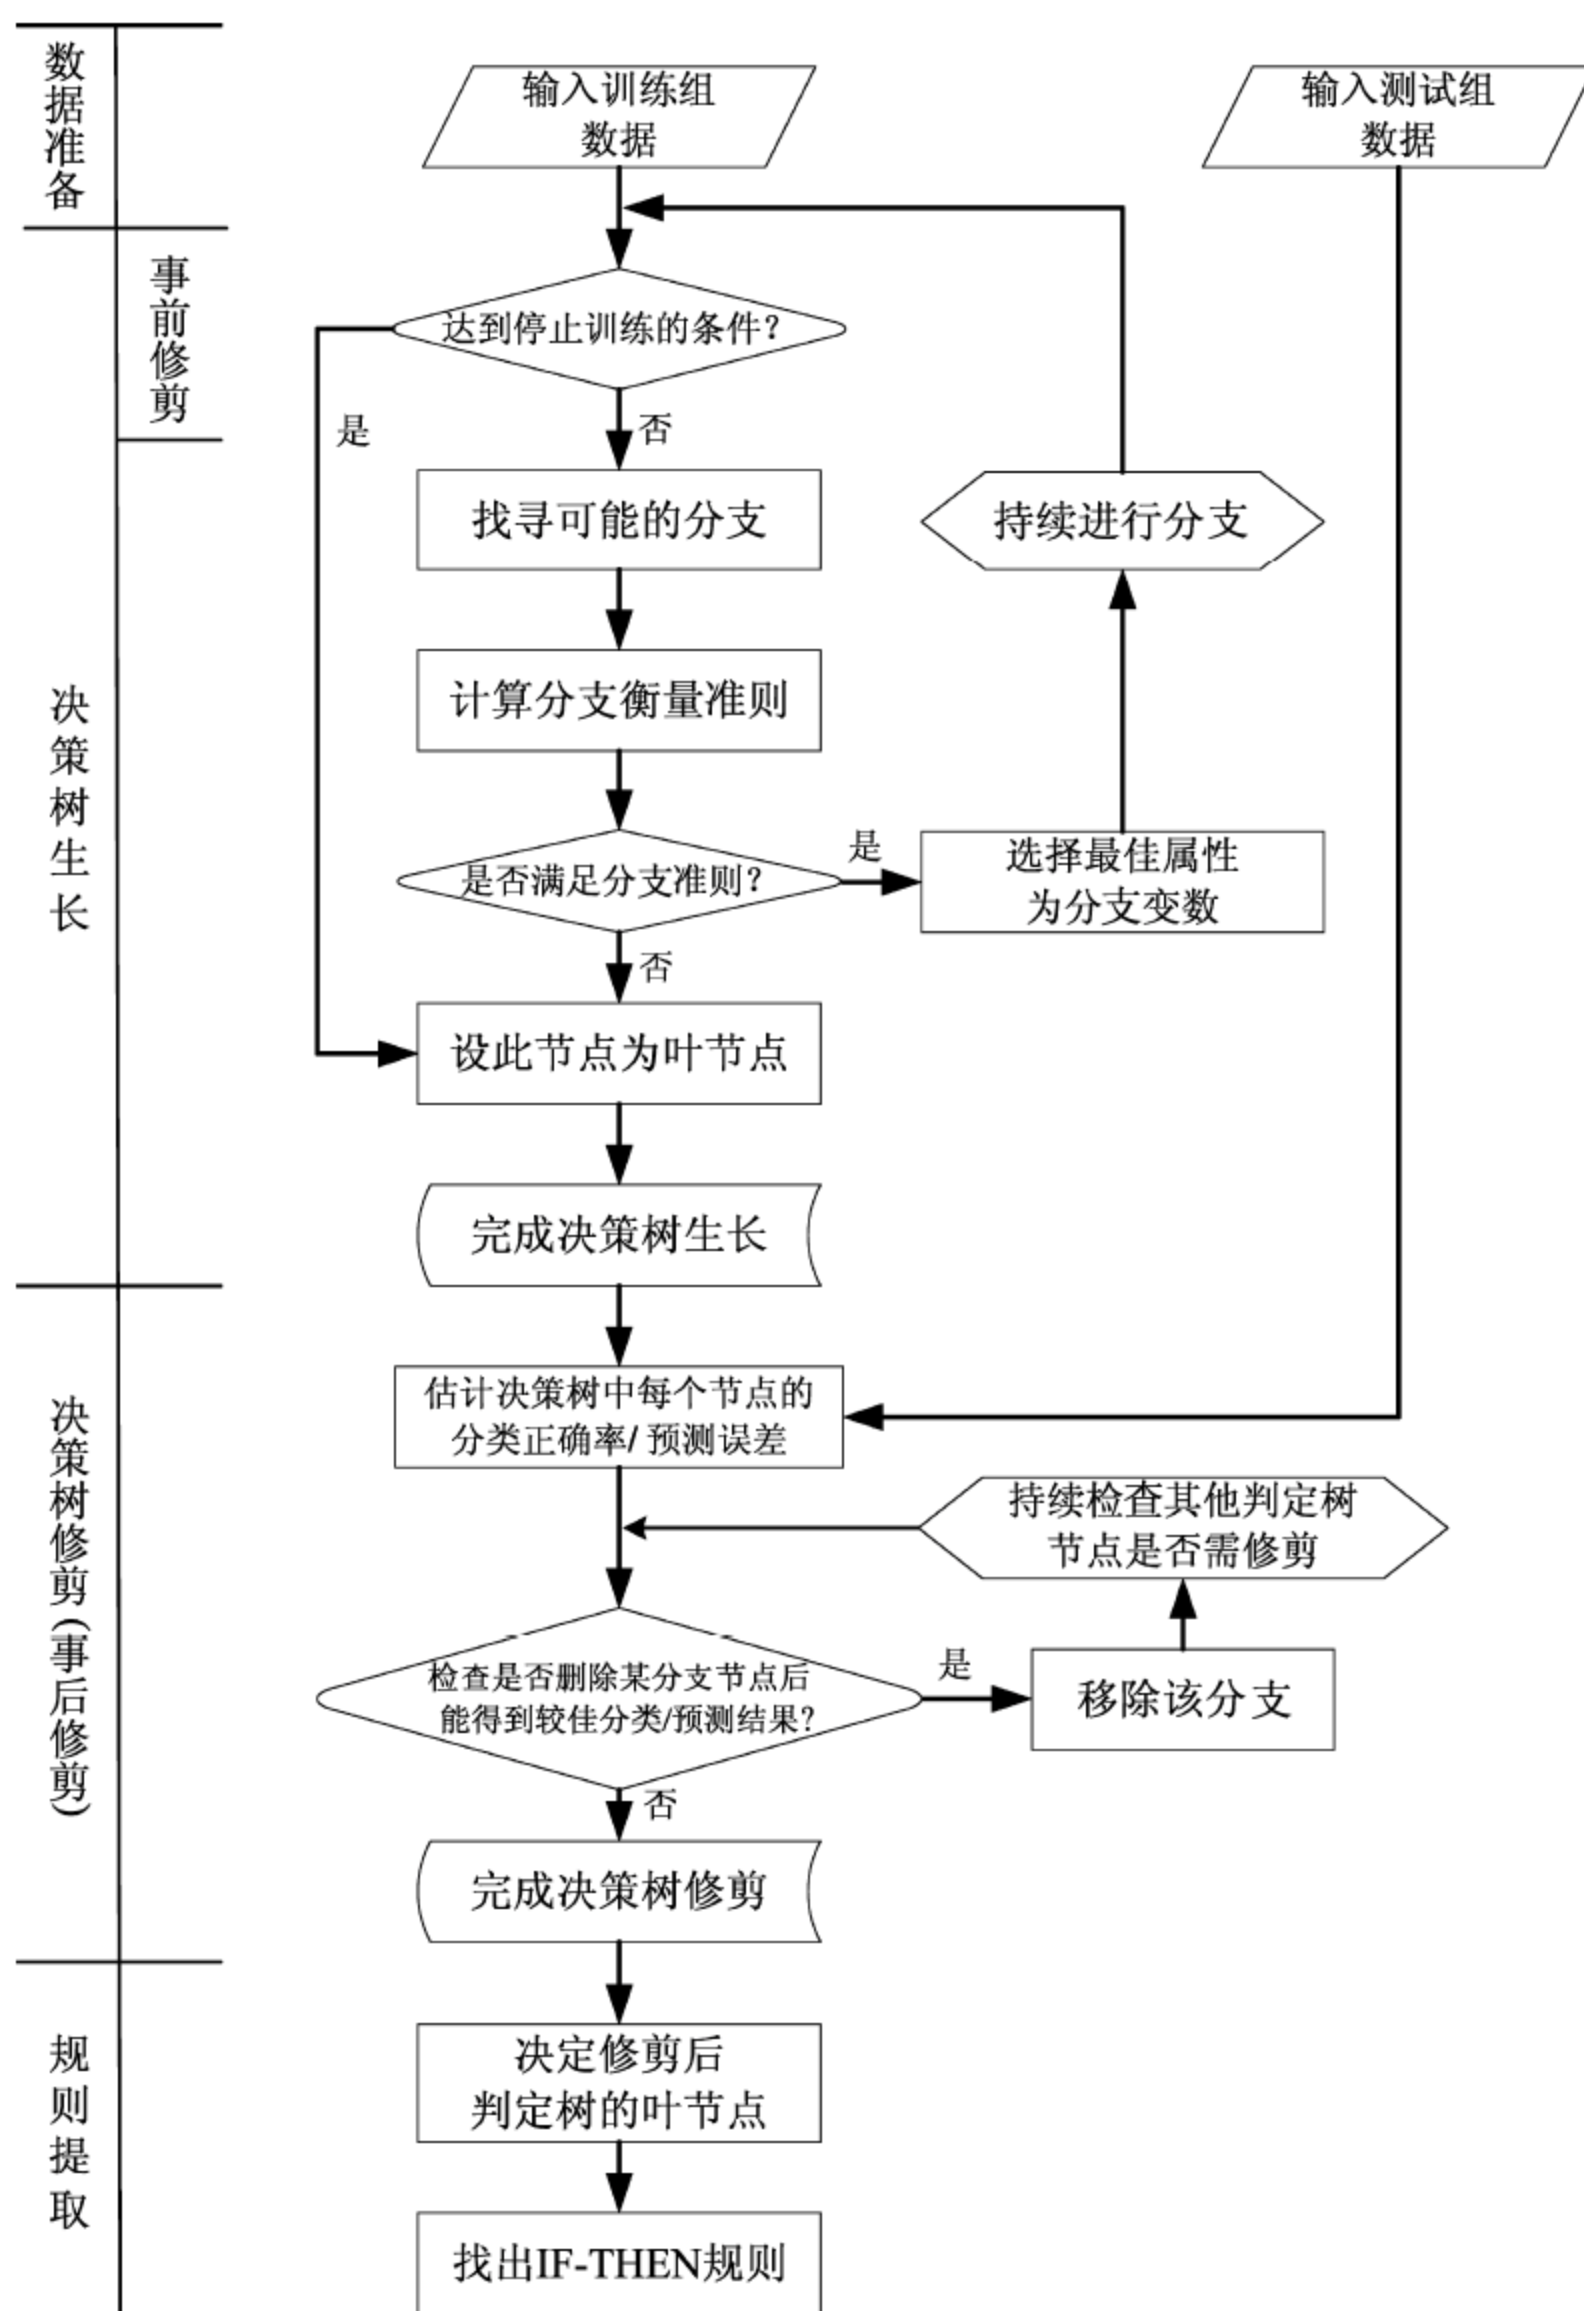 数据准备
输入训练组
数据
输入测试组
数据
事前修剪
达到停止训练的条件?
是
否
找寻可能的分支
持续进行分支
决策树生长
计算分支衡量准则
是否满足分支准则?
是
选择最佳属性
为分支变数
否
设此节点为叶节点
完成决策树生长
决策树修剪(事后修剪)
估计决策树中每个节点的
分类正确率/ 预测误差
持续检查其他判定树
节点是否需修剪
检查是否删除某分支节点后
能得到较佳分类/预测结果?
是
移除该分支
否
完成决策树修剪
规则提取
决定修剪后
判定树的叶节点
找出IF-THEN规则